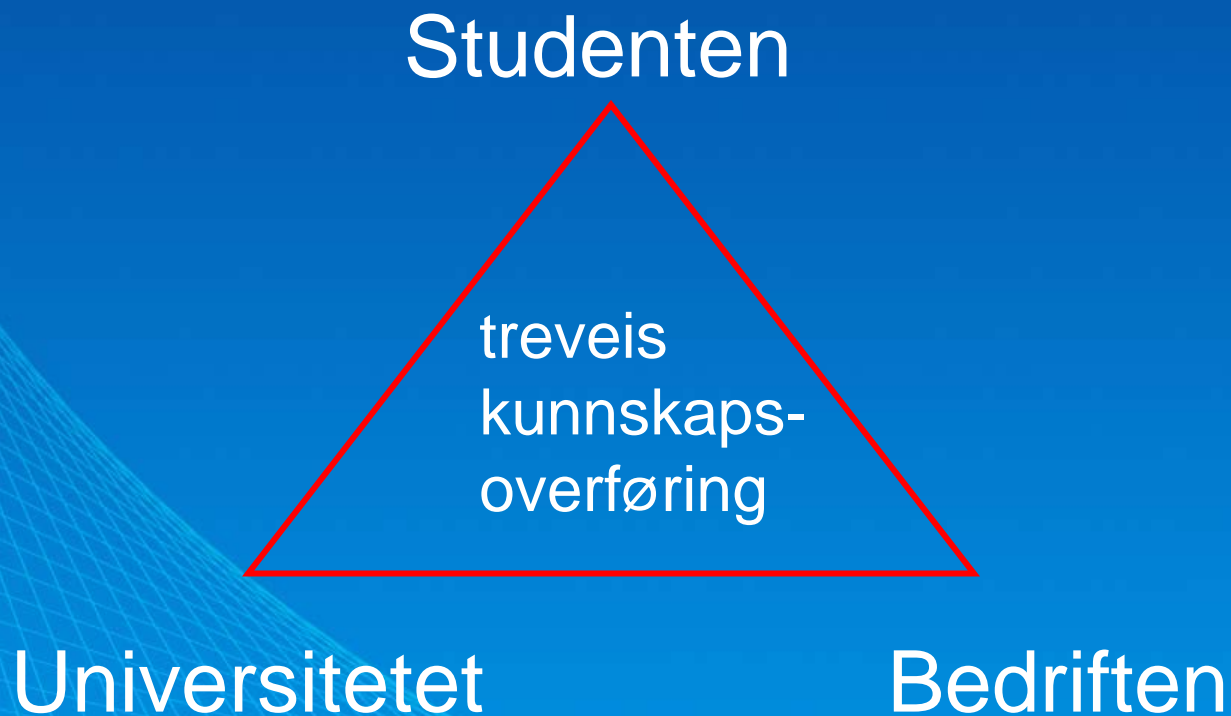 Studenten
treveis
kunnskaps-
overføring
Universitetet
Bedriften